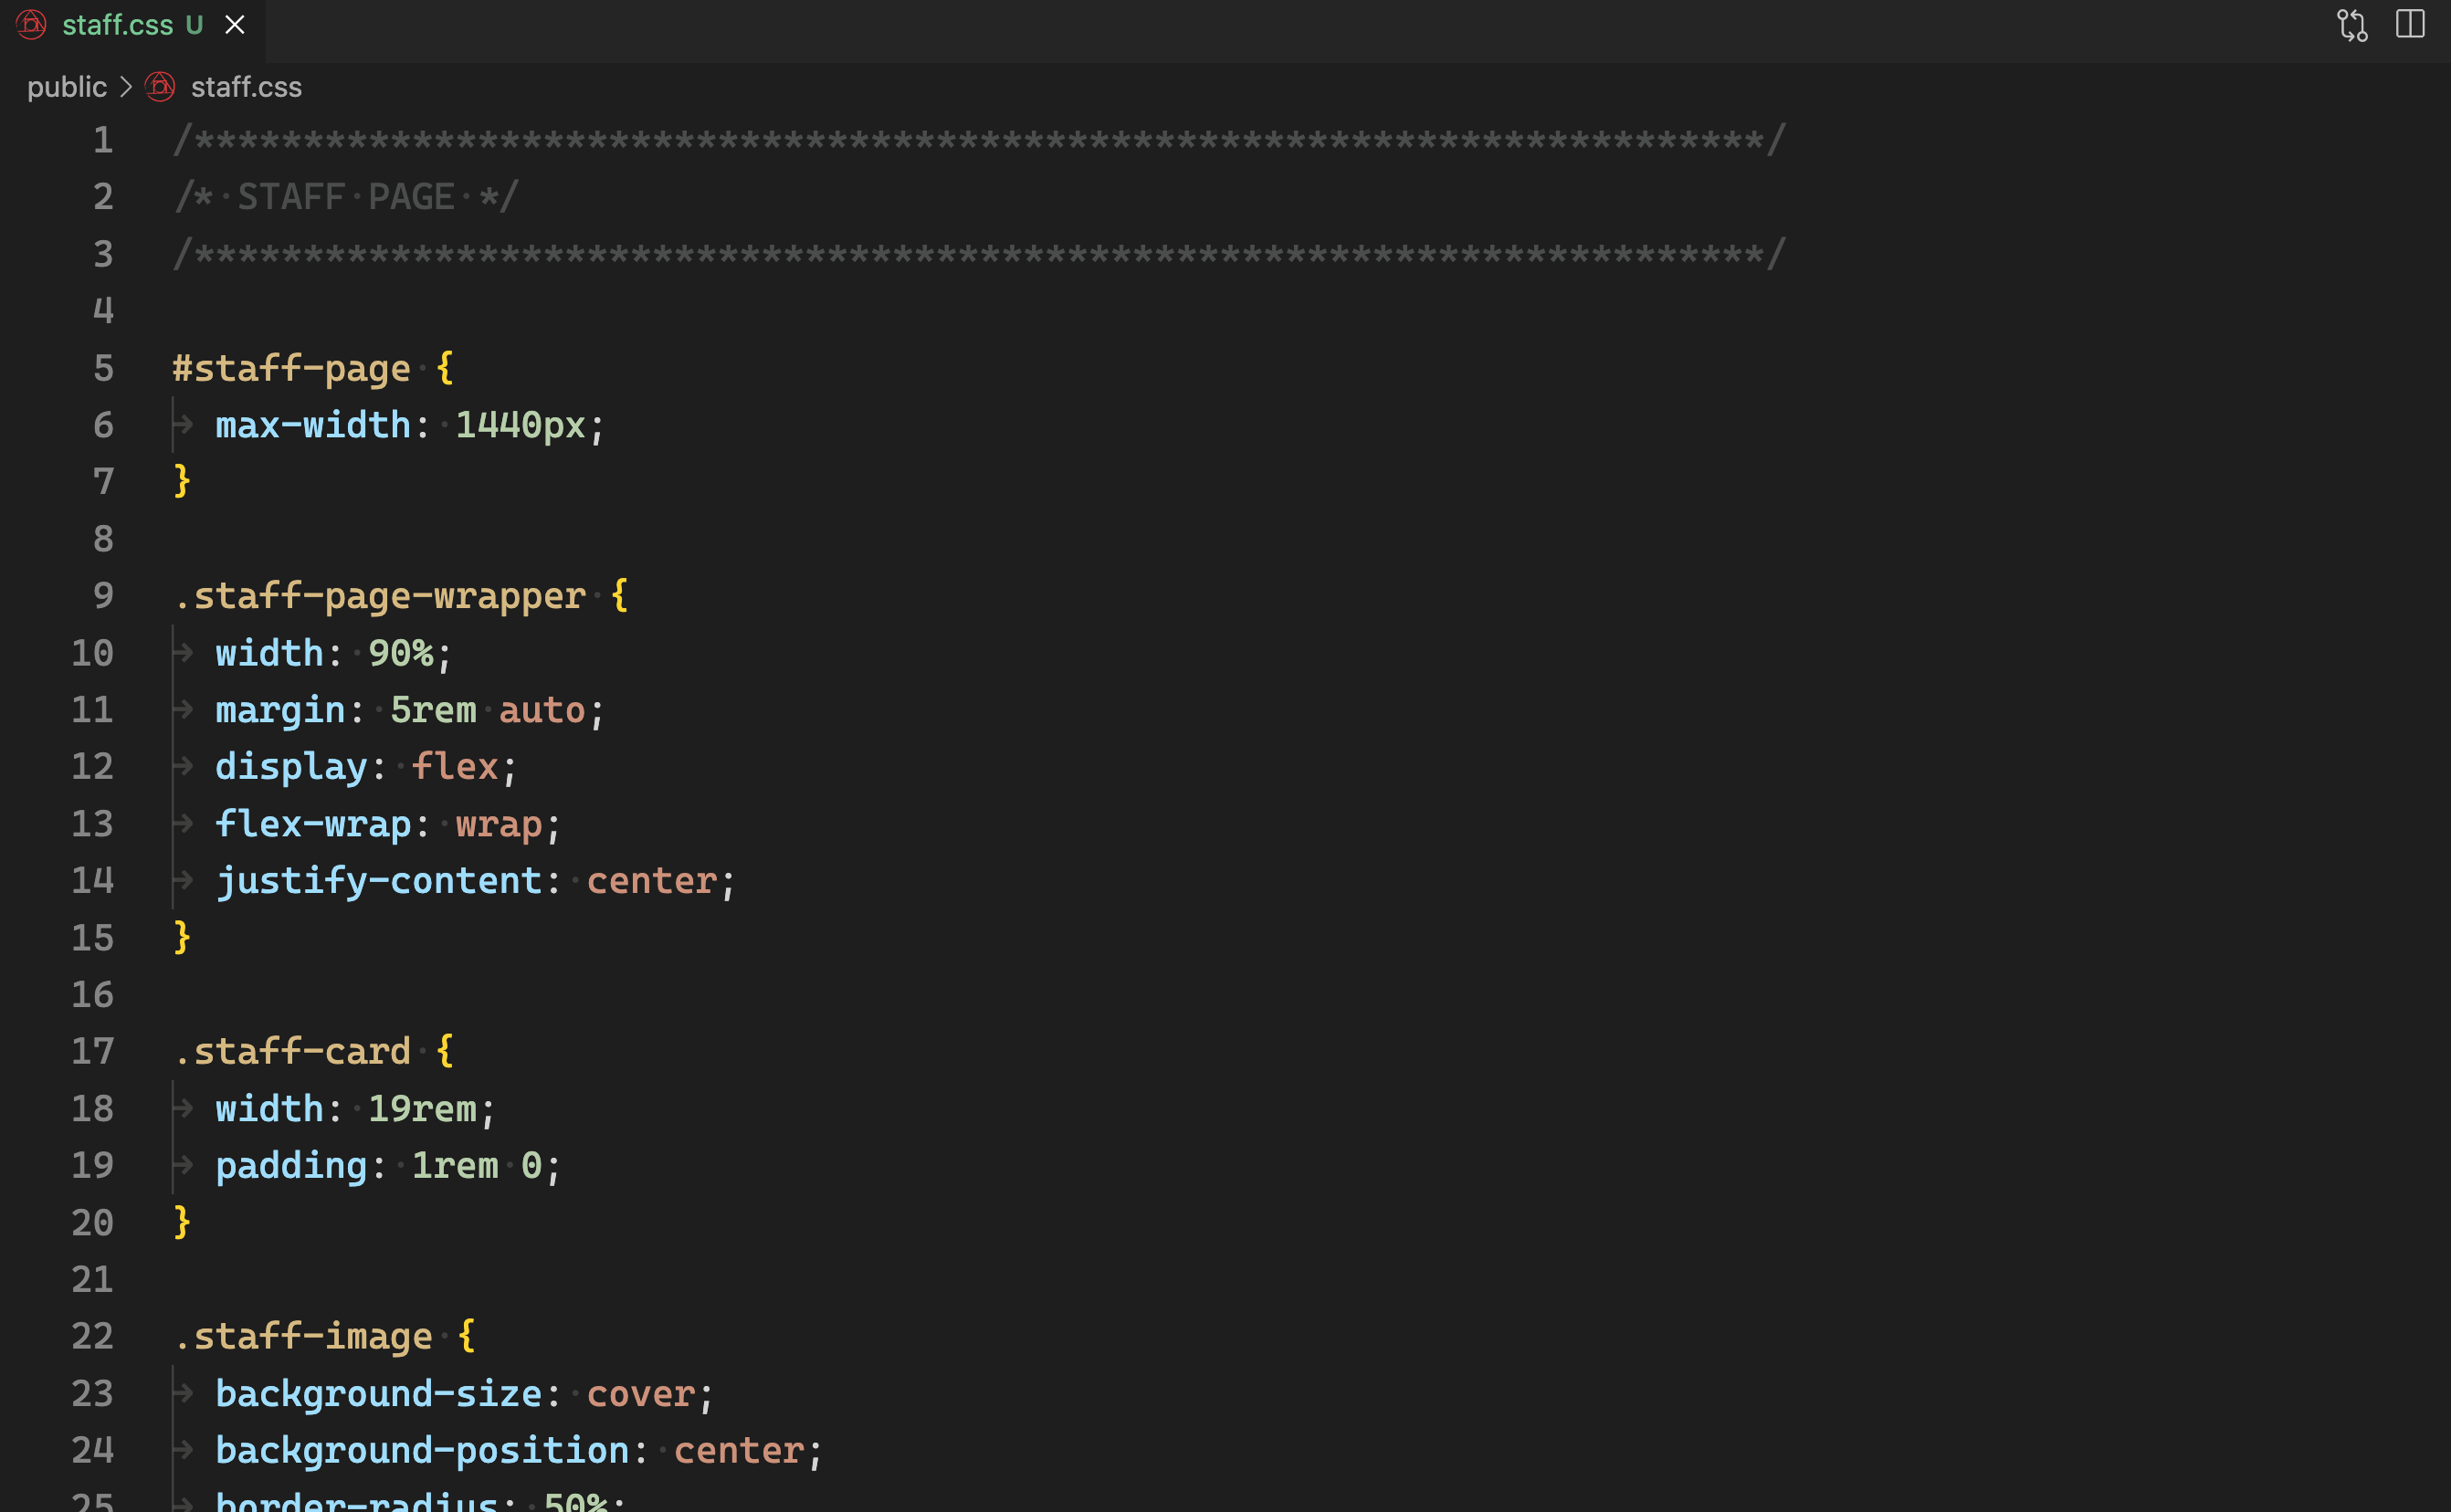 staff.css U
public > staff.css
1 /************************************************************************/
2 /* STAFF PAGE */
3 /************************************************************************/
4
5 #staff-page {
6 max-width: 1440px;
7 }
8
9 .staff-page-wrapper {
10 width: 90%;
11 margin: 5rem auto;
12 display: flex;
13 flex-wrap: wrap;
14 justify-content: center;
15 }
16
17 .staff-card {
18 width: 19rem;
19 padding: 1rem 0;
20 }
21
22 .staff-image {
23 background-size: cover;
24 background-position: center;
25 border-radius: 50%;